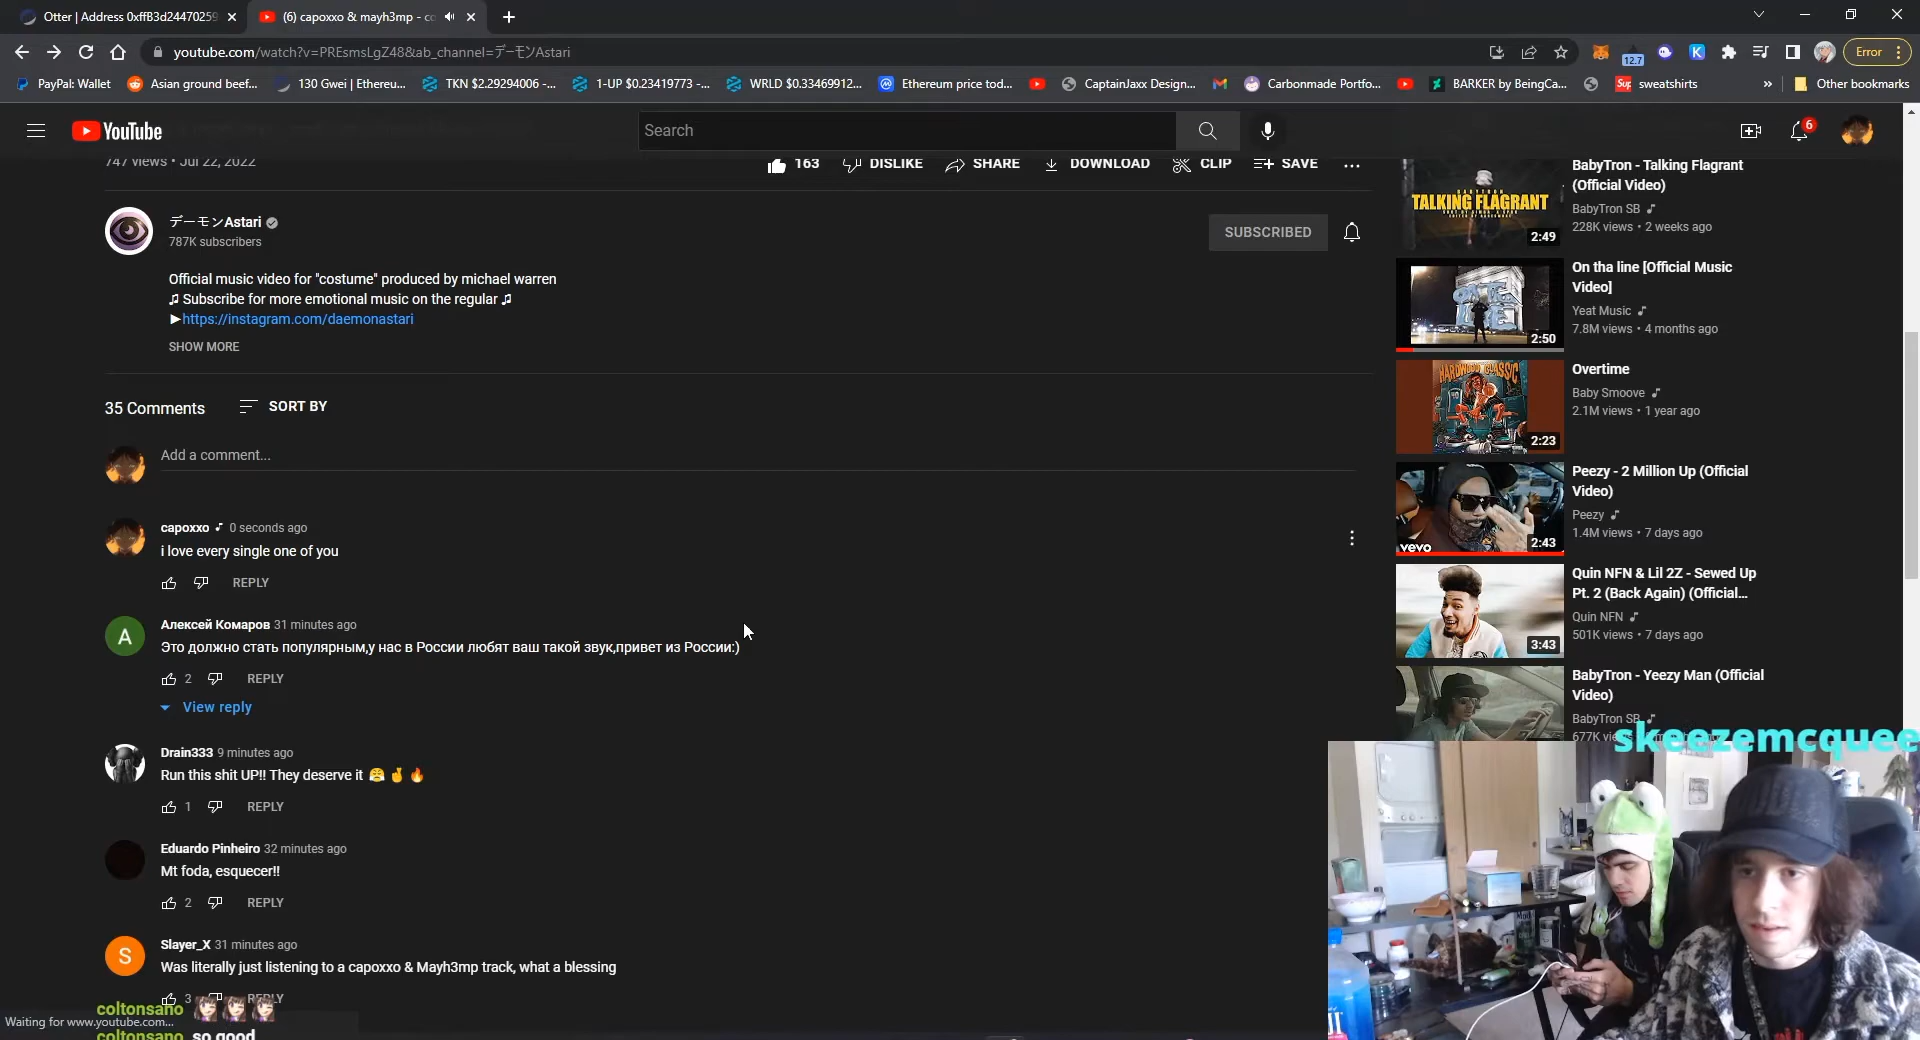 Otter | Address 0xffB3d24470259
(6) capoxxo & mayh3mp - co
youtube.com/watch?v=PREsmsLgZ48&ab_channel=デーモンAstari
12.7
Error
PayPal: Wallet
Asian ground beef...
130 Gwei | Ethereu...
TKN $2.29294006 -...
1-UP $0.23419773 -...
WRLD $0.33469912...
Ethereum price tod...
CaptainJaxx Design...
Carbonmade Portfo...
BARKER by BeingCa...
Sup
sweatshirts
»
Other bookmarks
YouTube
Search
6
747 views • Jul 22, 2022
163
DISLIKE
SHARE
DOWNLOAD
CLIP
SAVE
デーモンAstari
787K subscribers
SUBSCRIBED
Official music video for "costume" produced by michael warren
♫ Subscribe for more emotional music on the regular ♫
►https://instagram.com/daemonastari
SHOW MORE
35 Comments
SORT BY
Add a comment...
capoxxo
0 seconds ago
i love every single one of you
REPLY
A
Алексей Комаров 31 minutes ago
Это должно стать популярным,у нас в России любят ваш такой звук,привет из России:)
2
REPLY
View reply
Drain333 9 minutes ago
Run this shit UP!! They deserve it 😤🤞🔥
1
REPLY
Eduardo Pinheiro 32 minutes ago
Mt foda, esquecer!!
2
REPLY
S
Slayer_X 31 minutes ago
Was literally just listening to a capoxxo & Mayh3mp track, what a blessing
3
REPLY
coltonsano
Waiting for www.youtube.com...
coltonsano so good
BABYTRON
TALKING FLAGRANT
2:49
BabyTron - Talking Flagrant
(Official Video)
BabyTron SB
228K views • 2 weeks ago
2:50
On tha line [Official Music
Video]
Yeat Music
7.8M views • 4 months ago
HARDWOOD CLASSIC
2:23
Overtime
Baby Smoove
2.1M views • 1 year ago
vevo
2:43
Peezy - 2 Million Up (Official
Video)
Peezy
1.4M views • 7 days ago
3:43
Quin NFN & Lil 2Z - Sewed Up
Pt. 2 (Back Again) (Official...
Quin NFN
501K views • 7 days ago
BabyTron - Yeezy Man (Official
Video)
BabyTron SB
677K
skeezemcquee